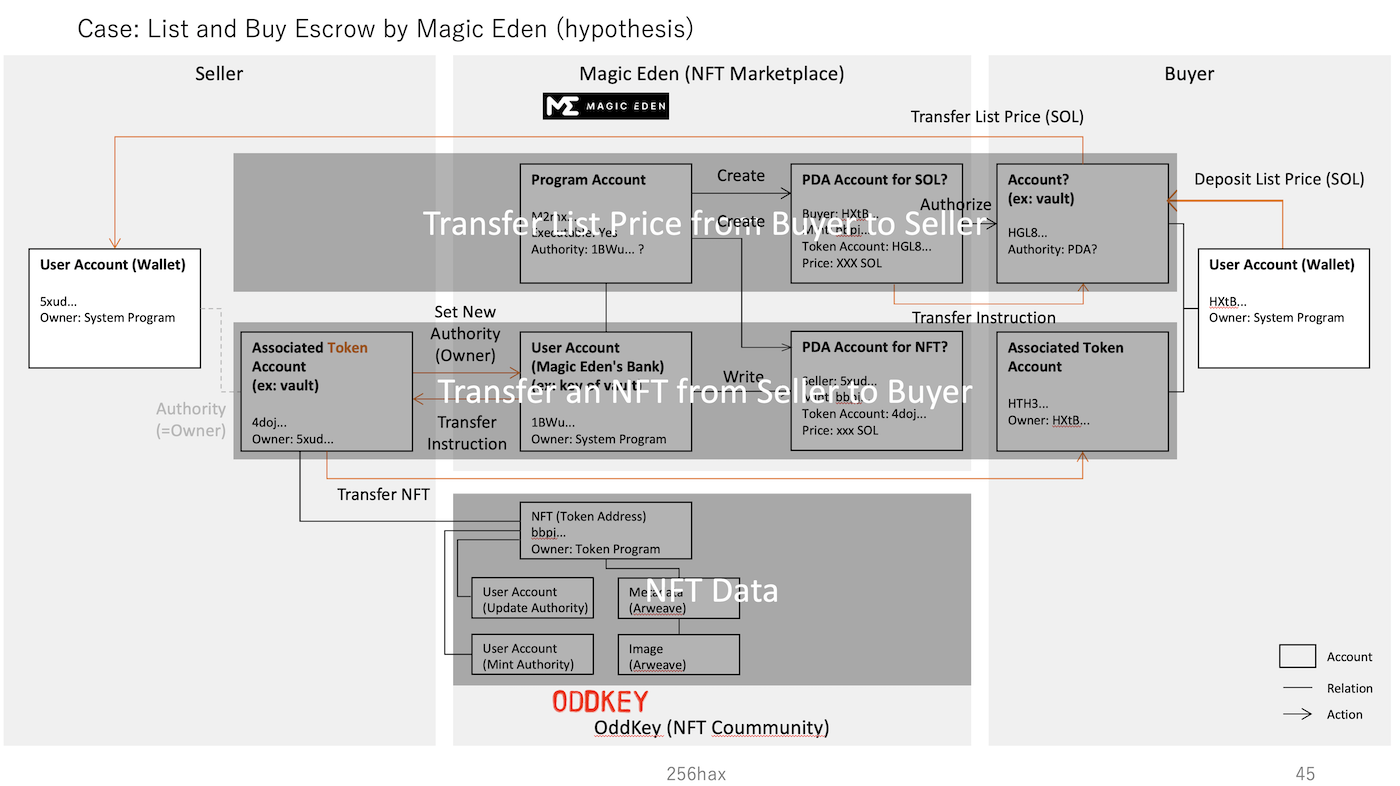 Case: List and Buy Escrow by Magic Eden (hypothesis)
Seller
Magic Eden (NFT Marketplace)
Buyer
MAGIC EDEN
Transfer List Price (SOL)
Deposit List Price (SOL)
Program Account
M2mx...
Executable: Yes
Authority: 1BWu... ?
Create
Create
PDA Account for SOL?
Buyer: HXtB...
Mint: bbpj...
Token Account: HGL8...
Price: XXX SOL
Authorize
Account?
(ex: vault)
HGL8...
Authority: PDA?
Transfer List Price from Buyer to Seller
User Account (Wallet)
5xud...
Owner: System Program
User Account (Wallet)
HXtB...
Owner: System Program
Transfer Instruction
Set New
Authority
(Owner)
Associated Token
Account
(ex: vault)
4doj...
Owner: 5xud...
Authority
(=Owner)
Transfer
Instruction
User Account
(Magic Eden's Bank)
(ex: key of vault)
1BWu...
Owner: System Program
Write
PDA Account for NFT?
Seller: 5xud...
Mint: bbpj...
Token Account: 4doj...
Price: xxx SOL
Associated Token
Account
HTH3...
Owner: HXtB...
Transfer an NFT from Seller to Buyer
Transfer NFT
NFT (Token Address)
bbpj...
Owner: Token Program
User Account
(Update Authority)
Metadata
(Arweave)
NFT Data
User Account
(Mint Authority)
Image
(Arweave)
ODDKEY
OddKey (NFT Coummunity)
Account
Relation
Action
256hax
45